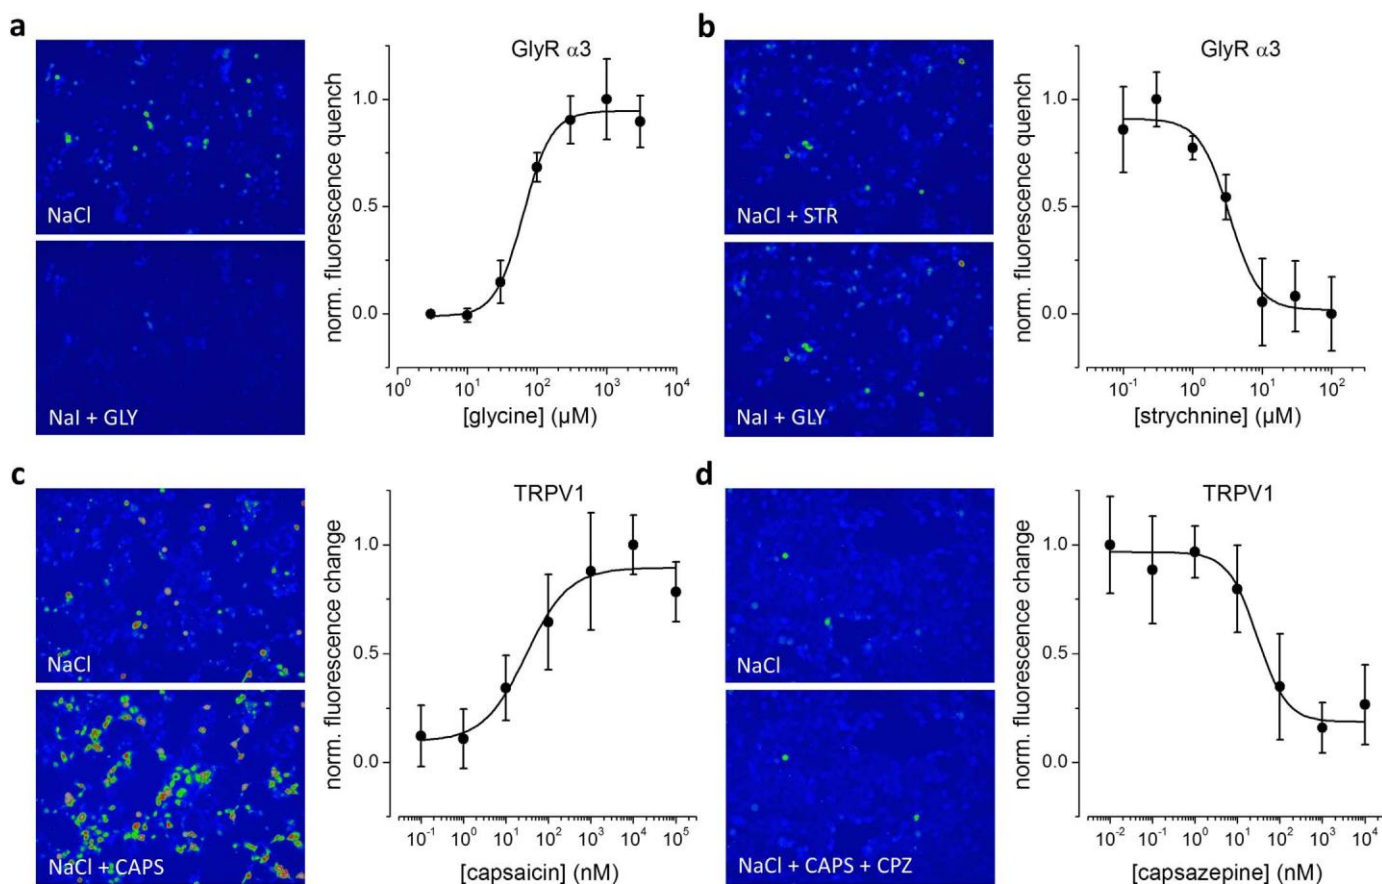 a
NaCl
NaI + GLY
GlyR α3
norm. fluorescence quench
1.0
0.5
0.0
10⁰ 10¹ 10² 10³ 10⁴
[glycine] (µM)
b
NaCl + STR
NaI + GLY
GlyR α3
norm. fluorescence quench
1.0
0.5
0.0
10⁻¹ 10⁰ 10¹ 10²
[strychnine] (µM)
c
NaCl
NaCl + CAPS
TRPV1
norm. fluorescence change
1.0
0.5
0.0
10⁻¹ 10⁰ 10¹ 10² 10³ 10⁴ 10⁵
[capsaicin] (nM)
d
NaCl
NaCl + CAPS + CPZ
TRPV1
norm. fluorescence change
1.0
0.5
0.0
10⁻² 10⁻¹ 10⁰ 10¹ 10² 10³ 10⁴
[capsazepine] (nM)